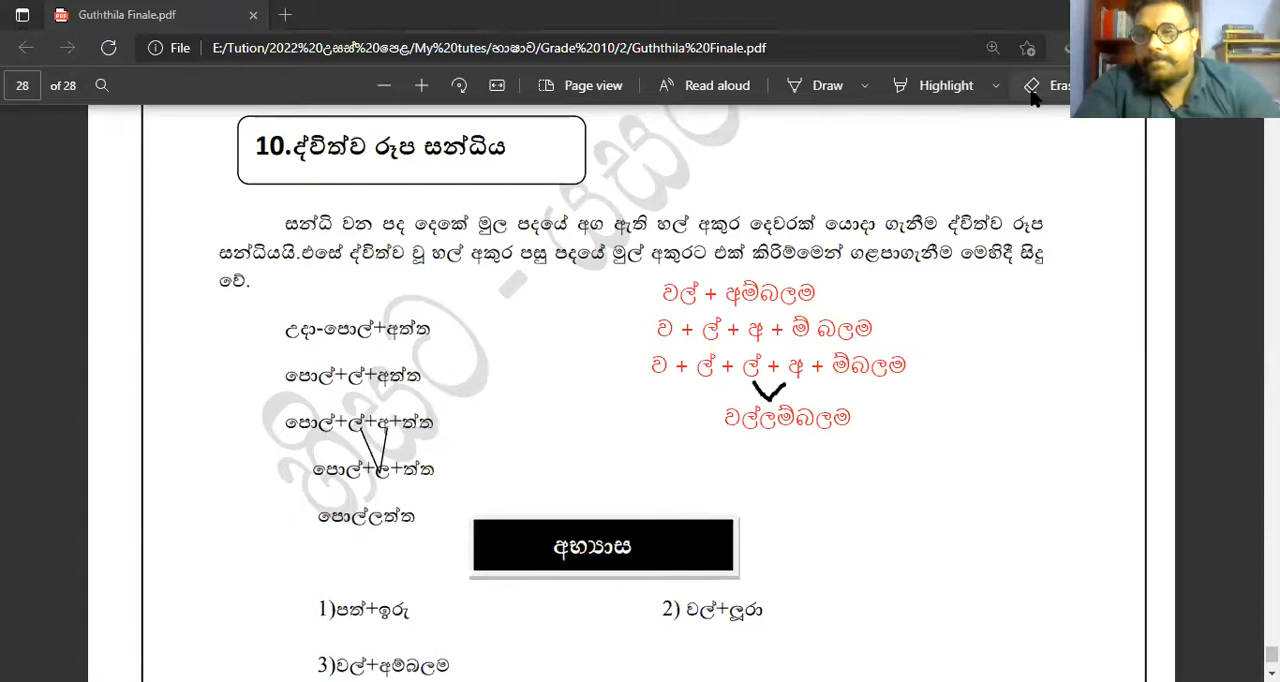 Guththila Finale.pdf
File E:/Tution/2022%20උසස්%20පෙළ/My%20tutes/භාෂාව/Grade%2010/2/Guththila%20Finale.pdf
28 of 28 Page view Read aloud Draw Highlight Eras
10.ද්විත්ව රූප සන්ධිය
සන්ධි වන පද දෙකේ මුල පදයේ අග ඇති හල් අකුර දෙවරක් යොදා ගැනීම ද්විත්ව රූප
සන්ධියයි.එසේ ද්විත්ව වූ හල් අකුර පසු පදයේ මුල් අකුරට එක් කිරිම්මෙන් ගළපාගැනීම මෙහිදී සිදු
වේ.
උදා-පොල්+අත්ත
පොල්+ල්+අත්ත
පොල්+ල්+අ+ත්ත
පොල්+ල+ත්ත
පොල්ලත්ත
වල් + අම්බලම
ව + ල් + අ + ම් බලම
ව + ල් + ල් + අ + ම්බලම
වල්ලම්බලම
අභ්‍යාස
1)පත්+ඉරු
2) වල්+ලූරා
3)වල්+අම්බලම